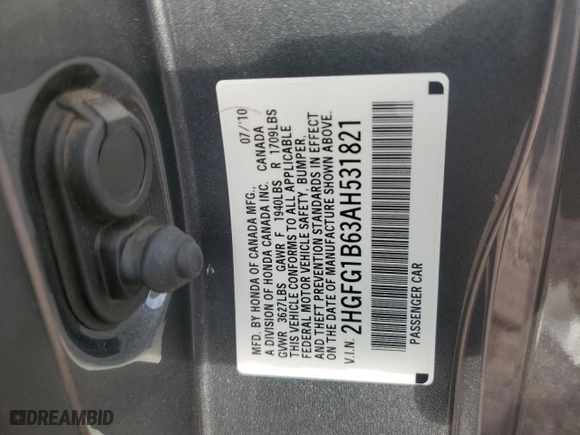 MFD. BY HONDA OF CANADA MFG., 07/'10
A DIVISION OF HONDA CANADA INC. CANADA
GVWR 3627LBS GAWR F 1940LBS R 1709LBS
THIS VEHICLE CONFORMS TO ALL APPLICABLE
FEDERAL MOTOR VEHICLE SAFETY, BUMPER,
AND THEFT PREVENTION STANDARDS IN EFFECT
ON THE DATE OF MANUFACTURE SHOWN ABOVE.
V.I.N. 2HGFG1B63AH531821
PASSENGER CAR
DREAMBID